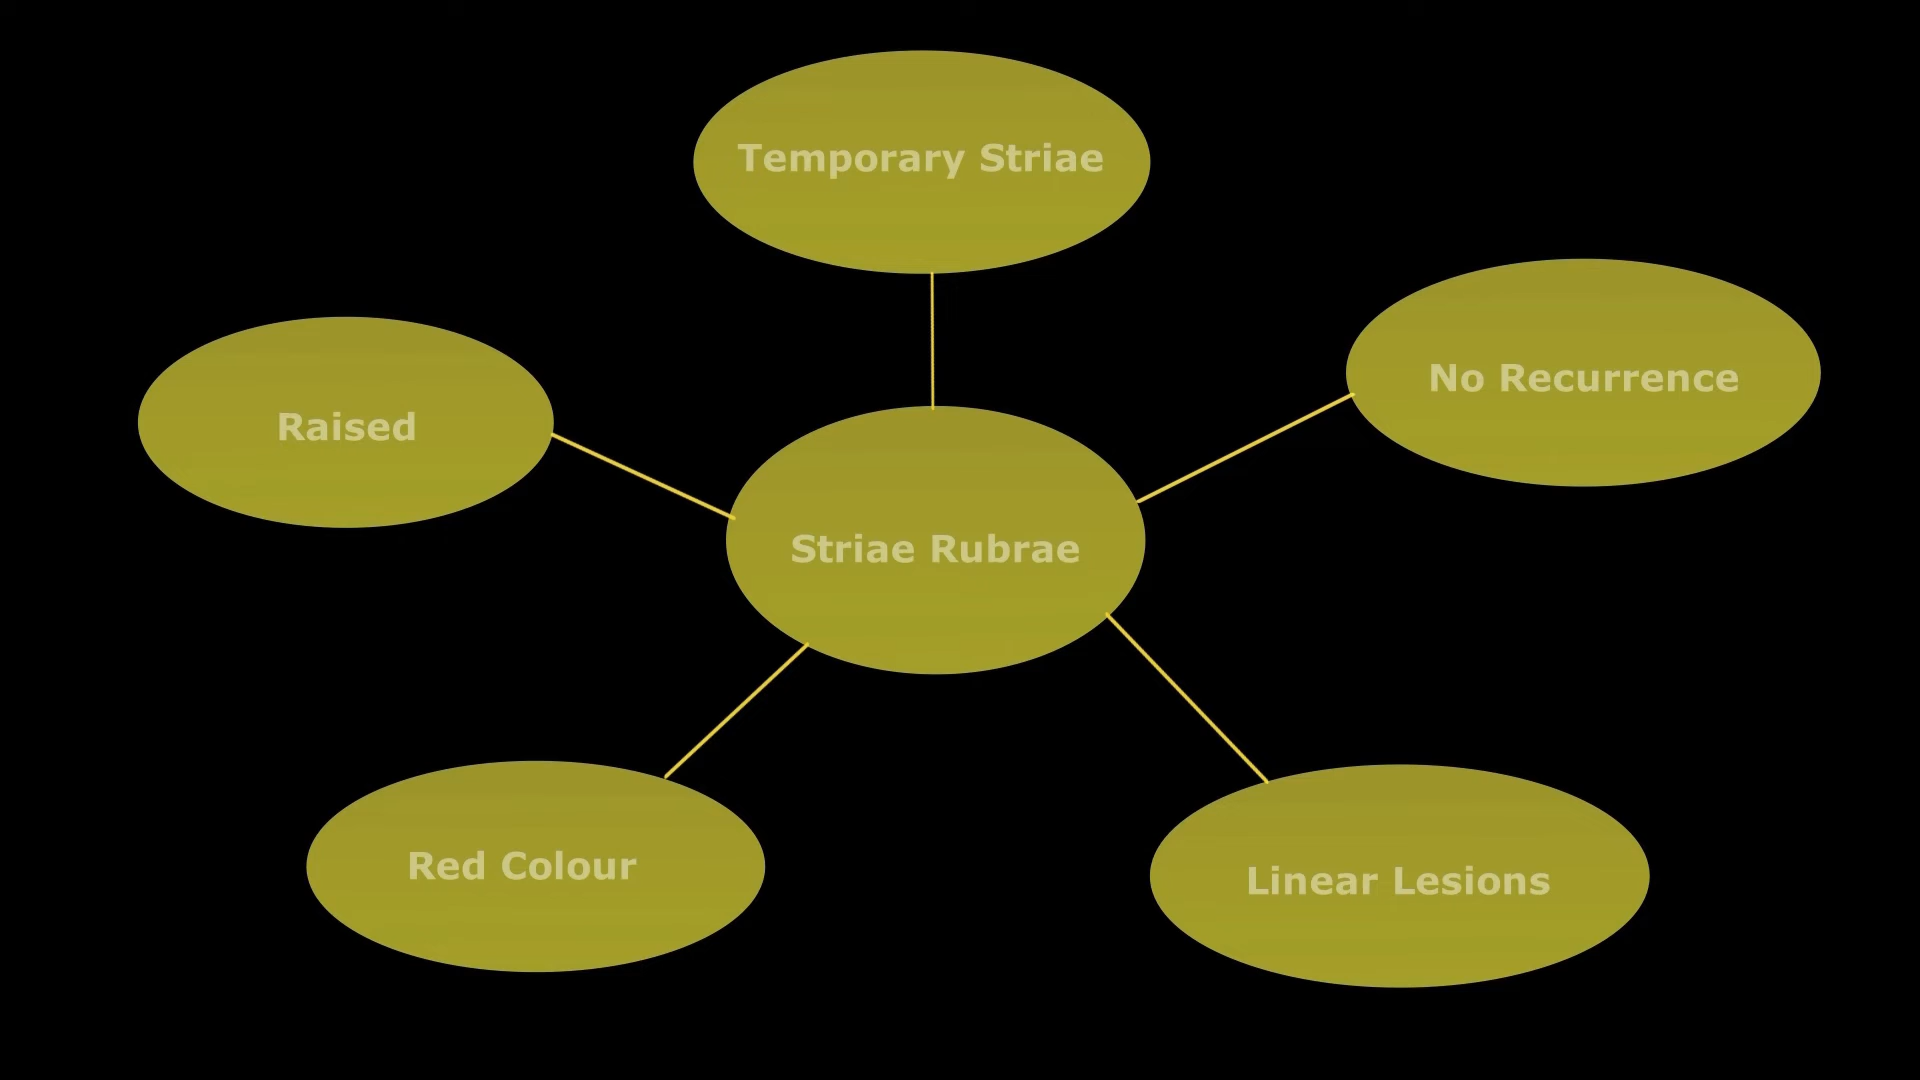 Temporary Striae
No Recurrence
Raised
Striae Rubrae
Red Colour
Linear Lesions